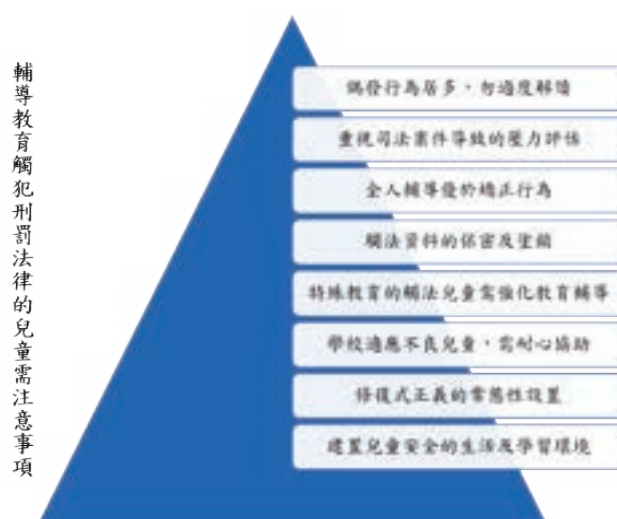 輔導教育觸犯刑罰法律的兒童需注意事項
偶發行為居多，勿過度解讀
重視司法案件導致的壓力評估
全人輔導優於矯正行為
觸法資料的保密及塗銷
特殊教育的觸法兒童需強化教育輔導
學校適應不良兒童，需耐心協助
修復式正義的常態性設置
建置兒童安全的生活及學習環境